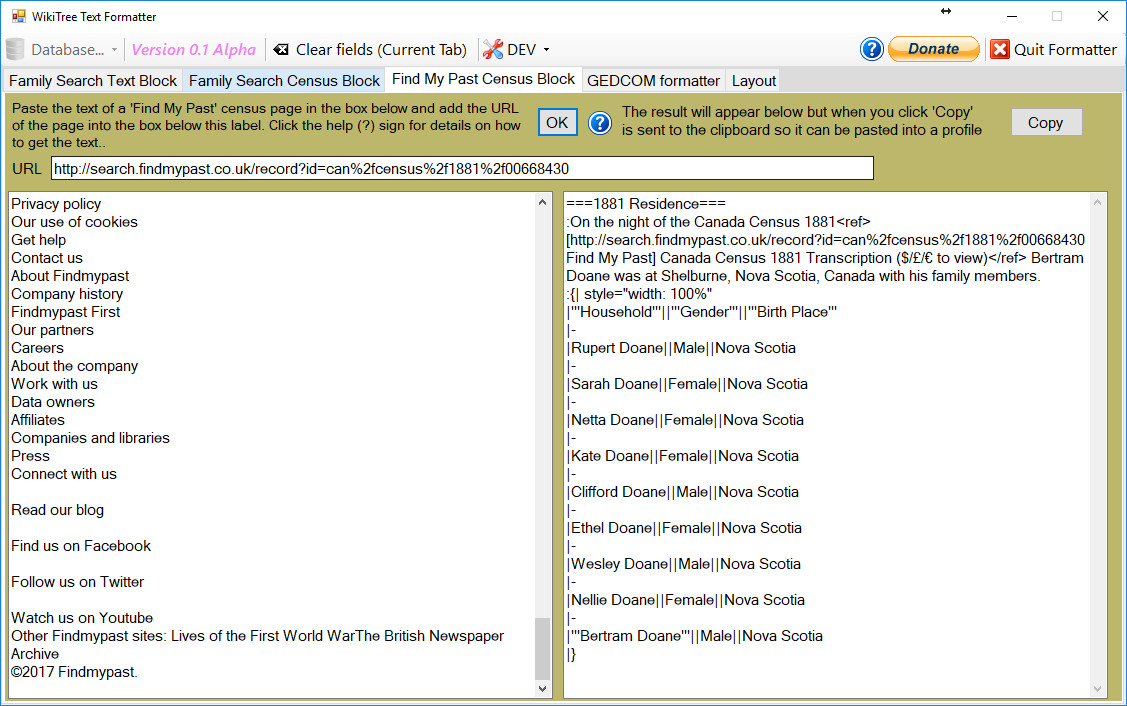 WikiTree Text Formatter
Database... Version 0.1 Alpha Clear fields (Current Tab) DEV ? Donate Quit Formatter
Family Search Text Block Family Search Census Block Find My Past Census Block GEDCOM formatter Layout
Paste the text of a 'Find My Past' census page in the box below and add the URL
of the page into the box below this label. Click the help (?) sign for details on how
to get the text..
OK
?
The result will appear below but when you click 'Copy'
is sent to the clipboard so it can be pasted into a profile
Copy
URL http://search.findmypast.co.uk/record?id=can%2fcensus%2f1881%2f00668430
Privacy policy
Our use of cookies
Get help
Contact us
About Findmypast
Company history
Findmypast First
Our partners
Careers
About the company
Work with us
Data owners
Affiliates
Companies and libraries
Press
Connect with us
Read our blog
Find us on Facebook
Follow us on Twitter
Watch us on Youtube
Other Findmypast sites: Lives of the First World WarThe British Newspaper
Archive
©2017 Findmypast.
===1881 Residence===
:On the night of the Canada Census 1881<ref>
[http://search.findmypast.co.uk/record?id=can%2fcensus%2f1881%2f00668430
Find My Past] Canada Census 1881 Transcription ($/£/€ to view)</ref> Bertram
Doane was at Shelburne, Nova Scotia, Canada with his family members.
:{| style="width: 100%"
|'''Household'''||'''Gender'''||'''Birth Place'''
|-
|Rupert Doane||Male||Nova Scotia
|-
|Sarah Doane||Female||Nova Scotia
|-
|Netta Doane||Female||Nova Scotia
|-
|Kate Doane||Female||Nova Scotia
|-
|Clifford Doane||Male||Nova Scotia
|-
|Ethel Doane||Female||Nova Scotia
|-
|Wesley Doane||Male||Nova Scotia
|-
|Nellie Doane||Female||Nova Scotia
|-
|'''Bertram Doane'''||Male||Nova Scotia
|}